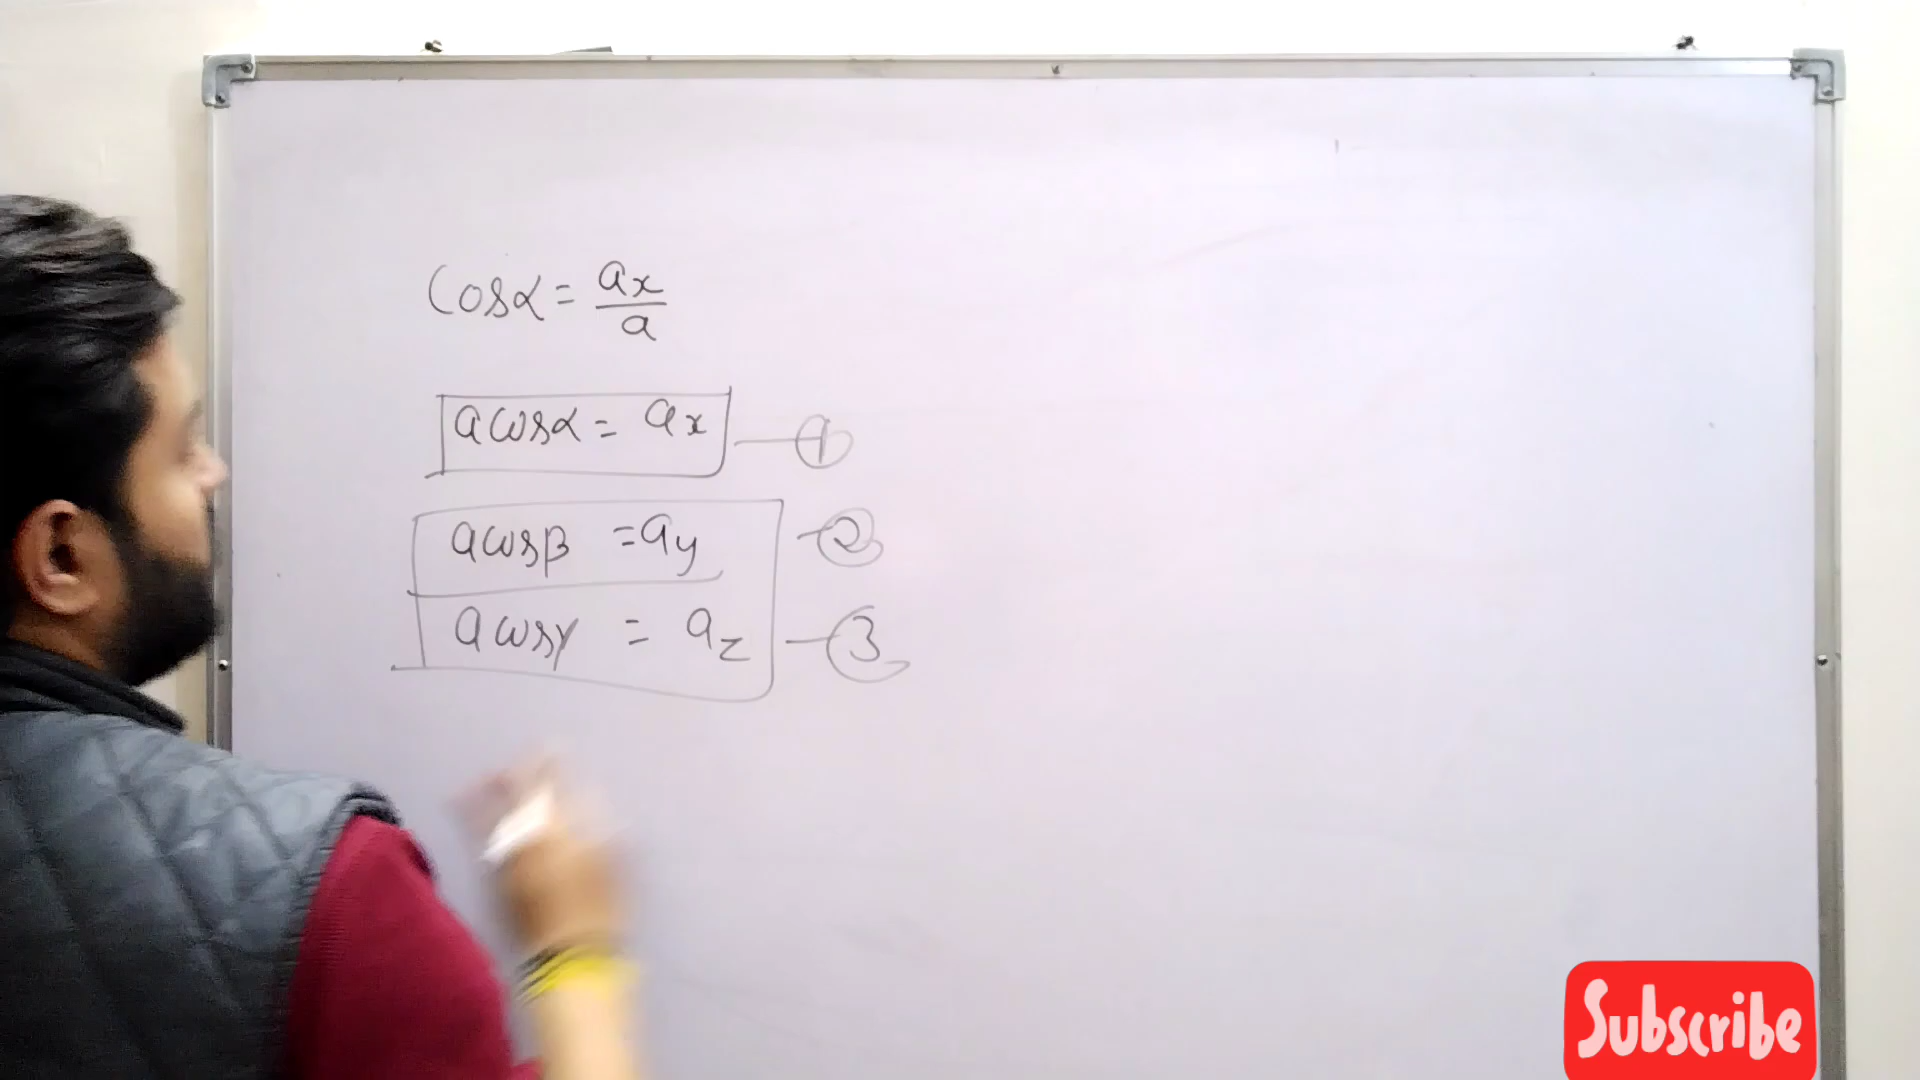 Cosα = ax/a
a cosα = ax — ①
a cosβ = ay — ②
a cosγ = az — ③
Subscribe